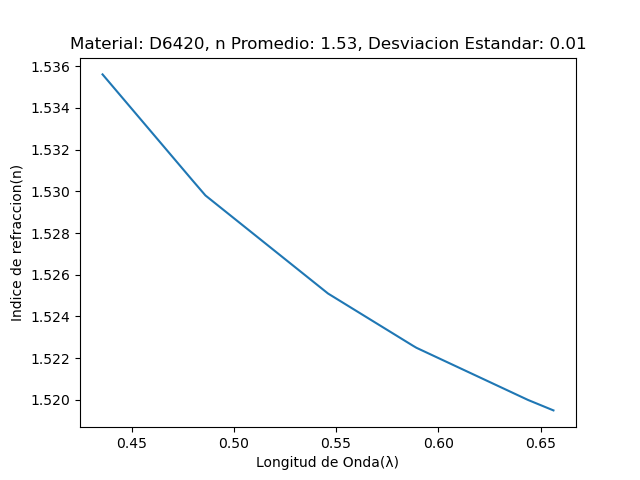 Material: D6420, n Promedio: 1.53, Desviacion Estandar: 0.01
1.536
1.534
1.532
1.530
1.528
1.526
1.524
1.522
1.520
Indice de refraccion(n)
0.45 0.50 0.55 0.60 0.65
Longitud de Onda(λ)